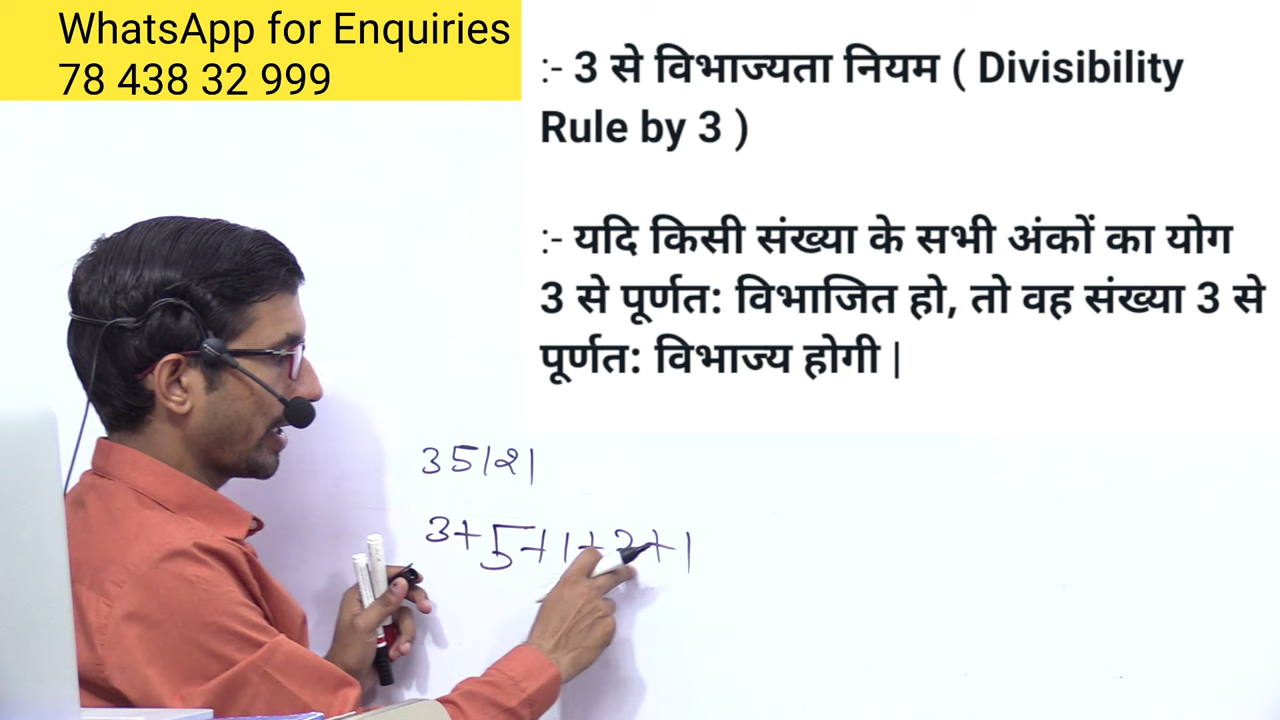 WhatsApp for Enquiries
78 438 32 999
:- 3 से विभाज्यता नियम ( Divisibility
Rule by 3 )
:- यदि किसी संख्या के सभी अंकों का योग
3 से पूर्णत: विभाजित हो, तो वह संख्या 3 से
पूर्णत: विभाज्य होगी |
35121
3+5+1+2+1